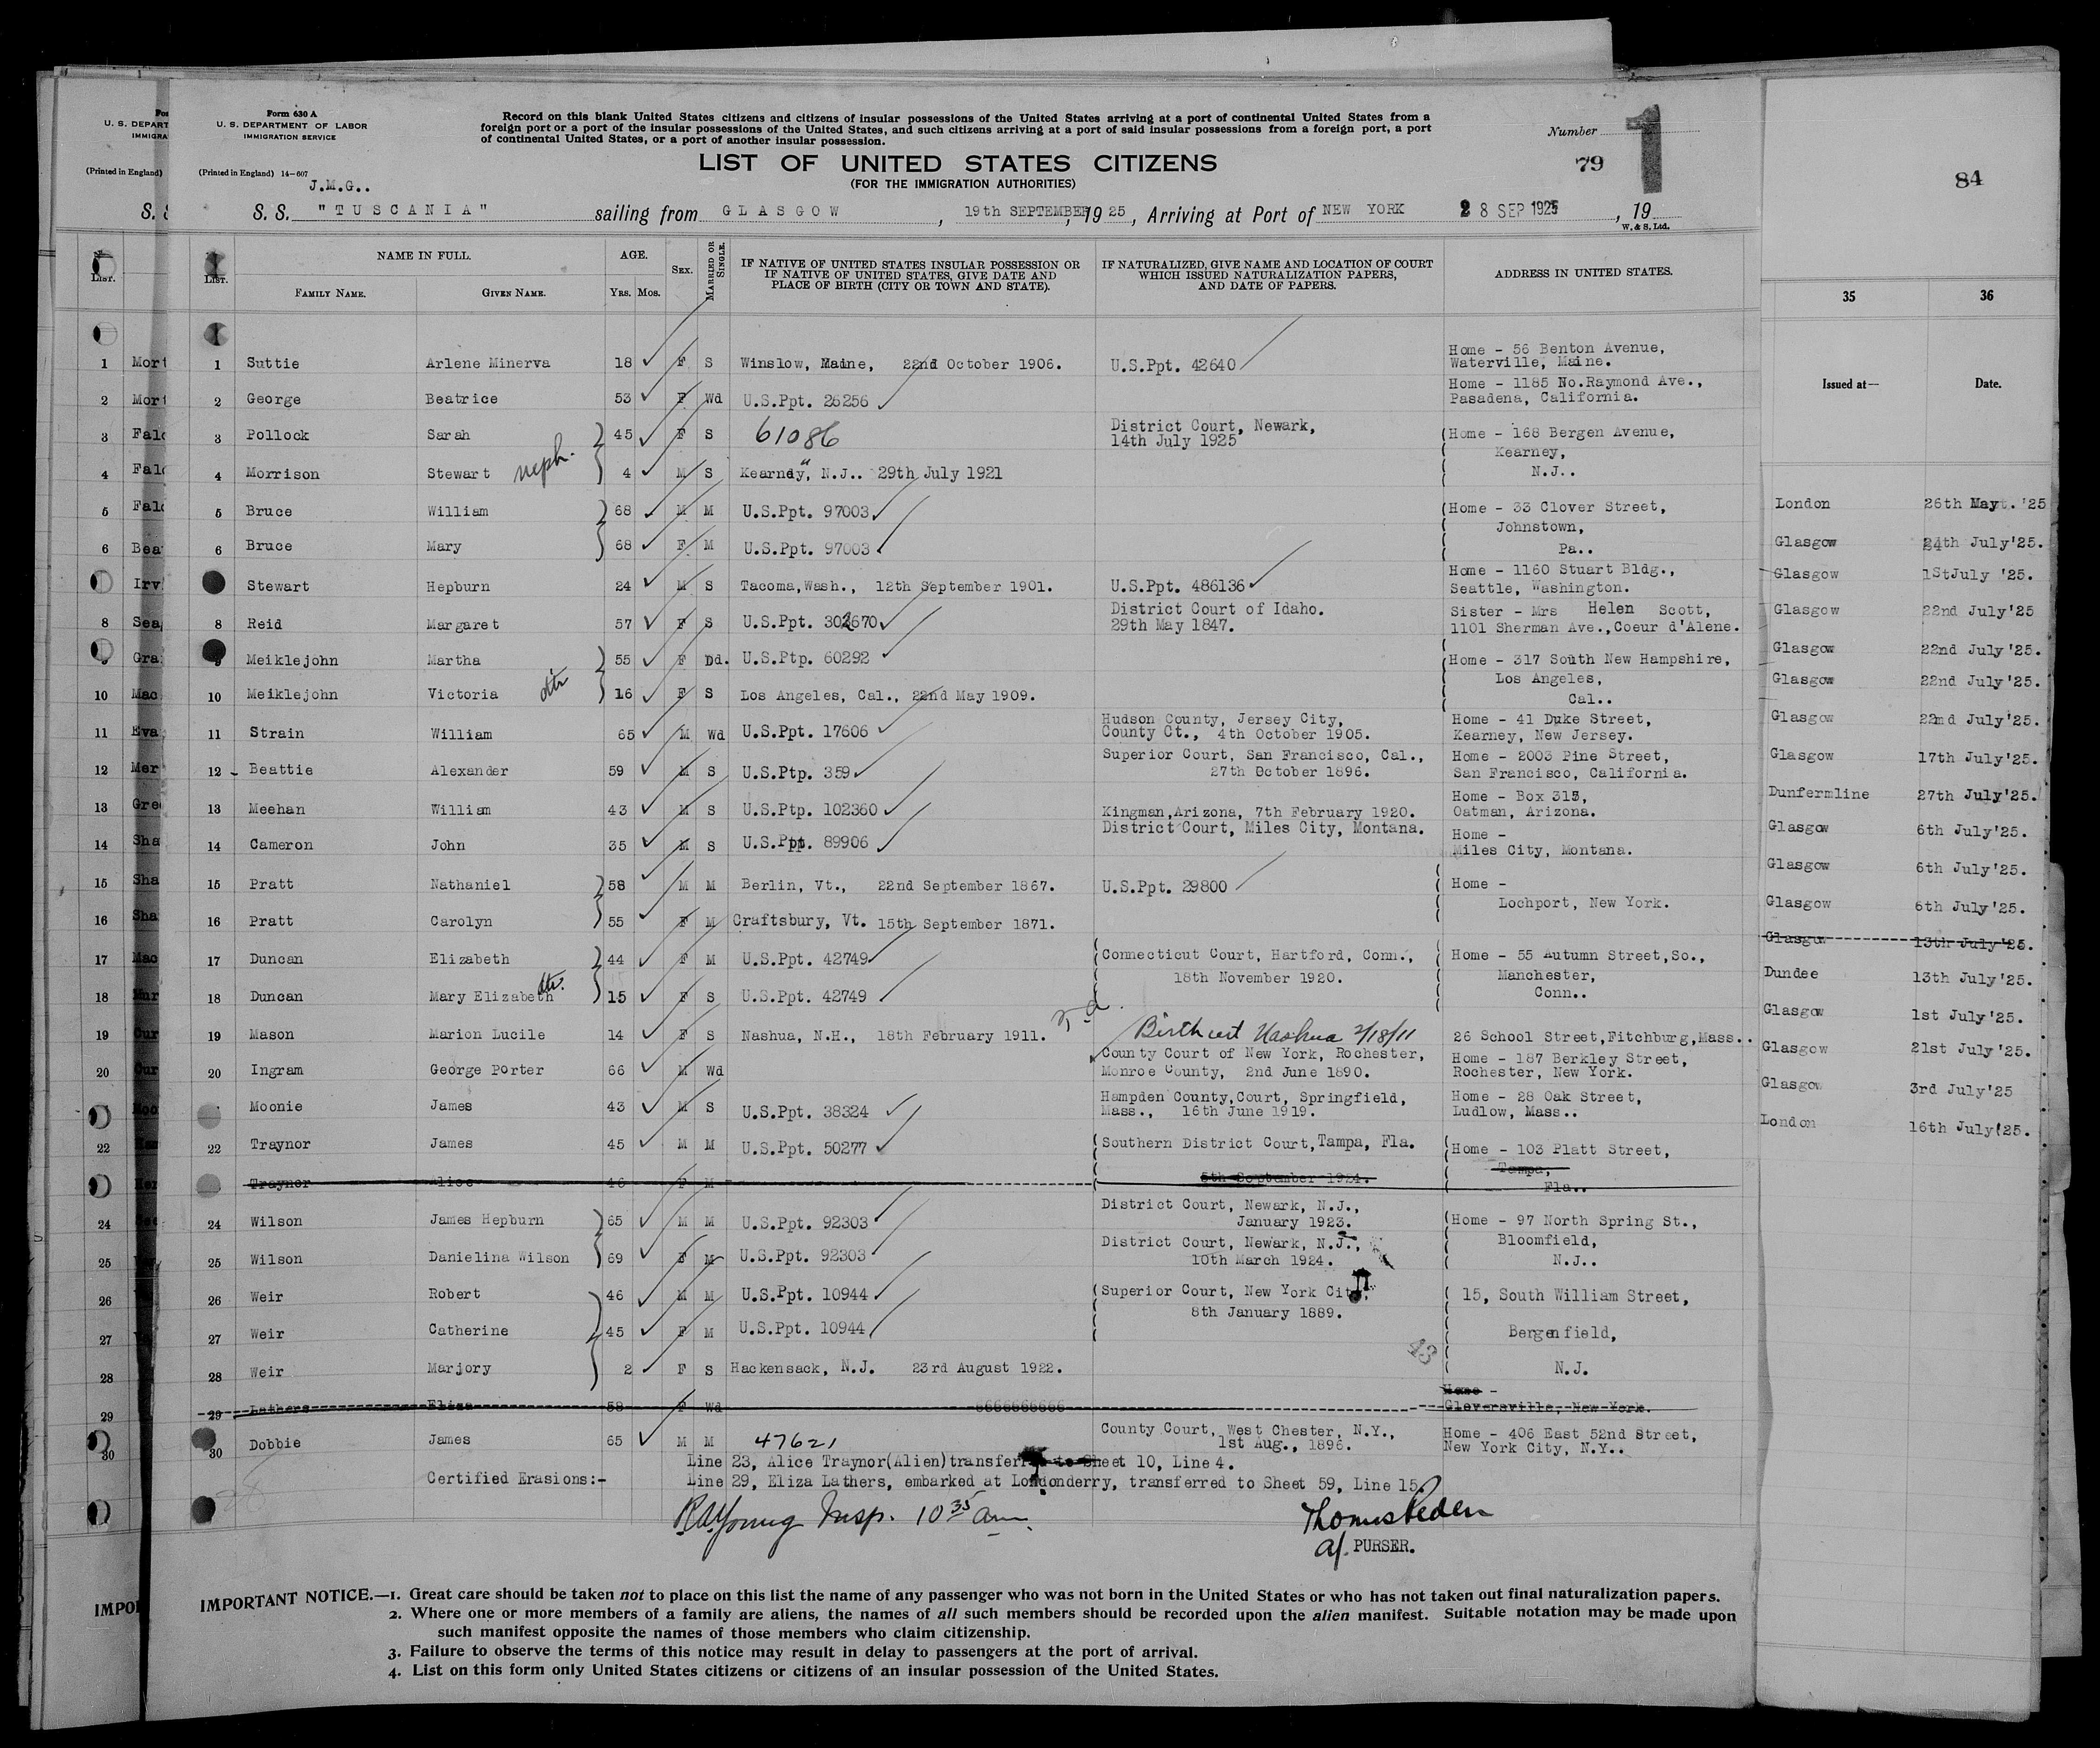 Form 630 A
U. S. DEPARTMENT OF LABOR
IMMIGRATION SERVICE
(Printed in England) 14-607
J.M.G..
Record on this blank United States citizens and citizens of insular possessions of the United States arriving at a port of continental United States from a
foreign port or a port of the insular possessions of the United States, and such citizens arriving at a port of said insular possessions from a foreign port, a port
of continental United States, or a port of another insular possession.
LIST OF UNITED STATES CITIZENS
(FOR THE IMMIGRATION AUTHORITIES)
Number 1
79
84
S. S. "TUSCANIA" sailing from GLASGOW, 19th SEPTEMBER, 1925, Arriving at Port of NEW YORK 28 SEP 1925, 19
W. & S. Ltd.
LIST. NAME IN FULL. AGE. SEX. MARRIED OR SINGLE. IF NATIVE OF UNITED STATES INSULAR POSSESSION OR IF NATIVE OF UNITED STATES, GIVE DATE AND PLACE OF BIRTH (CITY OR TOWN AND STATE). IF NATURALIZED, GIVE NAME AND LOCATION OF COURT WHICH ISSUED NATURALIZATION PAPERS, AND DATE OF PAPERS. ADDRESS IN UNITED STATES.
FAMILY NAME. GIVEN NAME. YRS. MOS.
35 36
Issued at— Date.
1 Suttie Arlene Minerva 18 F S Winslow, Maine, 22nd October 1906. U.S.Ppt. 42640 Home - 56 Benton Avenue, Waterville, Maine.
2 George Beatrice 53 F Wd U.S.Ppt. 26256 Home - 1185 No.Raymond Ave., Pasadena, California.
3 Pollock Sarah 45 F S 61086 District Court, Newark, 14th July 1925 Home - 168 Bergen Avenue,
Kearney,
4 Morrison Stewart neph. 4 M S Kearney, N.J.. 29th July 1921 N.J..
5 Bruce William 68 M M U.S.Ppt. 97003 Home - 33 Clover Street,
Johnstown,
6 Bruce Mary 68 F M U.S.Ppt. 97003 Pa..
Stewart Hepburn 24 M S Tacoma,Wash., 12th September 1901. U.S.Ppt. 486136 Home - 1160 Stuart Bldg., Seattle, Washington.
8 Reid Margaret 57 F S U.S.Ppt. 302670 District Court of Idaho. 29th May 1847. Sister - Mrs Helen Scott, 1101 Sherman Ave.,Coeur d'Alene.
9 Meiklejohn Martha 55 F Dd. U.S.Ptp. 60292 Home - 317 South New Hampshire,
Los Angeles,
10 Meiklejohn Victoria dtr 16 F S Los Angeles, Cal., 22nd May 1909. Cal..
11 Strain William 65 M Wd U.S.Ppt. 17606 Hudson County, Jersey City, County Ct., 4th October 1905. Home - 41 Duke Street, Kearney, New Jersey.
12 Beattie Alexander 59 M S U.S.Ptp. 359 Superior Court, San Francisco, Cal., 27th October 1896. Home - 2003 Pine Street, San Francisco, California.
13 Meehan William 43 M S U.S.Ptp. 102360 Kingman,Arizona, 7th February 1920. Home - Box 315, Oatman, Arizona.
14 Cameron John 35 M S U.S.Ppt. 89906 District Court, Miles City, Montana. Home - Miles City, Montana.
15 Pratt Nathaniel 58 M M Berlin, Vt., 22nd September 1867. U.S.Ppt. 29800 Home -
Lochport, New York.
16 Pratt Carolyn 55 F M Craftsbury, Vt. 15th September 1871.
17 Duncan Elizabeth 44 F M U.S.Ppt. 42749 Connecticut Court, Hartford, Conn., Home - 55 Autumn Street,So.,
18th November 1920. Manchester,
18 Duncan Mary Elizabeth dtr. 15 F S U.S.Ppt. 42749 Conn..
19 Mason Marion Lucile 14 F S Nashua, N.H., 18th February 1911. Birth cert Nashua 2/18/11 26 School Street,Fitchburg,Mass..
20 Ingram George Porter 66 M Wd County Court of New York, Rochester, Monroe County, 2nd June 1890. Home - 187 Berkley Street, Rochester, New York.
Moonie James 43 M S U.S.Ppt. 38324 Hampden County,Court, Springfield, Mass., 16th June 1919. Home - 28 Oak Street, Ludlow, Mass..
22 Traynor James 45 M M U.S.Ppt. 50277 Southern District Court,Tampa, Fla. Home - 103 Platt Street,
Tampa,
Traynor Alice 46 F M 5th September 1924. Fla..
24 Wilson James Hepburn 65 M M U.S.Ppt. 92303 District Court, Newark, N.J., January 1923. Home - 97 North Spring St.,
Bloomfield,
25 Wilson Danielina Wilson 69 F M U.S.Ppt. 92303 District Court, Newark, N.J., 10th March 1924. N.J..
26 Weir Robert 46 M M U.S.Ppt. 10944 Superior Court, New York City, 15, South William Street,
8th January 1889.
27 Weir Catherine 45 F M U.S.Ppt. 10944 Bergenfield,
28 Weir Marjory 2 F S Hackensack, N.J. 23rd August 1922. N.J.
29 Lathers Eliza 58 F Wd Home - Gloversville, New York.
30 Dobbie James 65 M M 47621 County Court, West Chester, N.Y., 1st Aug., 1896. Home - 406 East 52nd Street, New York City, N.Y..
Line 23, Alice Traynor(Alien)transferred to Sheet 10, Line 4.
Certified Erasions:- Line 29, Eliza Lathers, embarked at Londonderry, transferred to Sheet 59, Line 15.
R.A.Young Insp. 10 35 am.
Thomas Peden
a/. PURSER.
IMPORTANT NOTICE.—1. Great care should be taken not to place on this list the name of any passenger who was not born in the United States or who has not taken out final naturalization papers.
2. Where one or more members of a family are aliens, the names of all such members should be recorded upon the alien manifest. Suitable notation may be made upon
such manifest opposite the names of those members who claim citizenship.
3. Failure to observe the terms of this notice may result in delay to passengers at the port of arrival.
4. List on this form only United States citizens or citizens of an insular possession of the United States.
London 26th May. '25
Glasgow 24th July'25.
Glasgow 1stJuly '25.
Glasgow 22nd July'25
Glasgow 22nd July'25.
Glasgow 22nd July'25.
Glasgow 22nd July'25.
Glasgow 17th July'25.
Dunfermline 27th July'25.
Glasgow 6th July'25.
Glasgow 6th July'25.
Glasgow 6th July'25.
Glasgow 13th July'25.
Dundee 13th July'25.
Glasgow 1st July'25.
Glasgow 21st July'25.
Glasgow 3rd July'25
London 16th July'25.